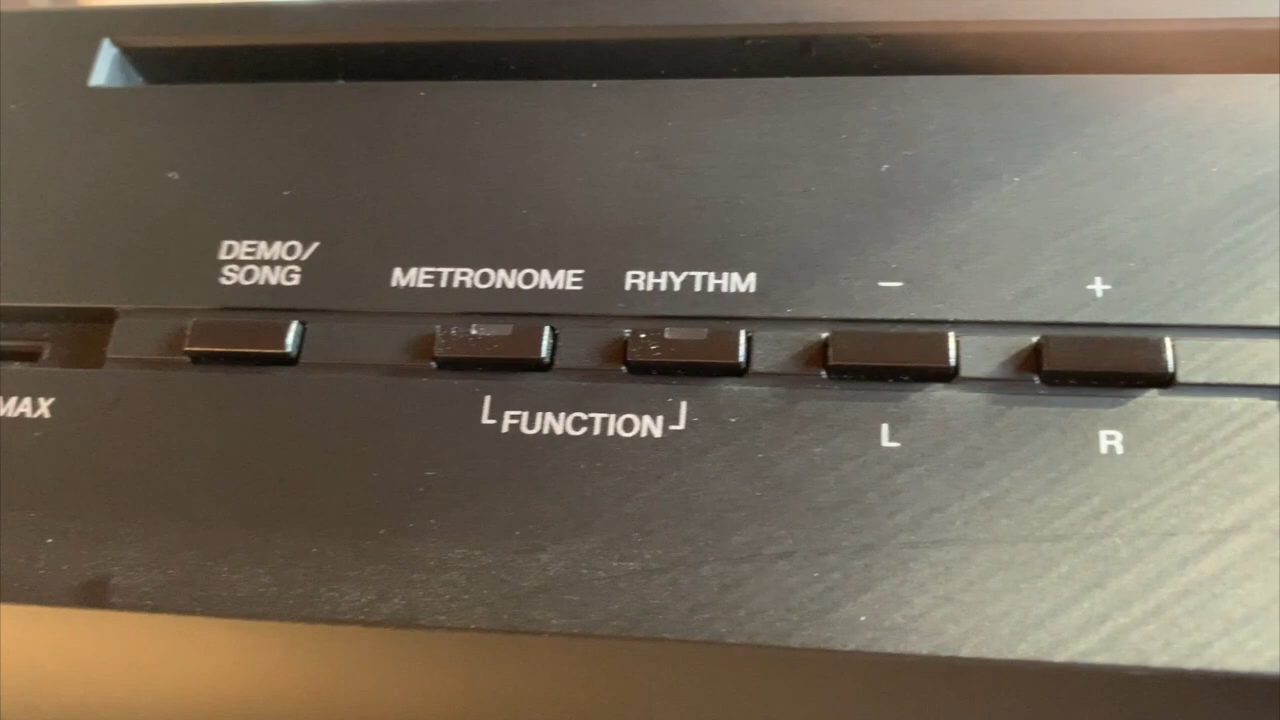 DEMO/
SONG
METRONOME
RHYTHM
−
+
MAX
FUNCTION
L
R